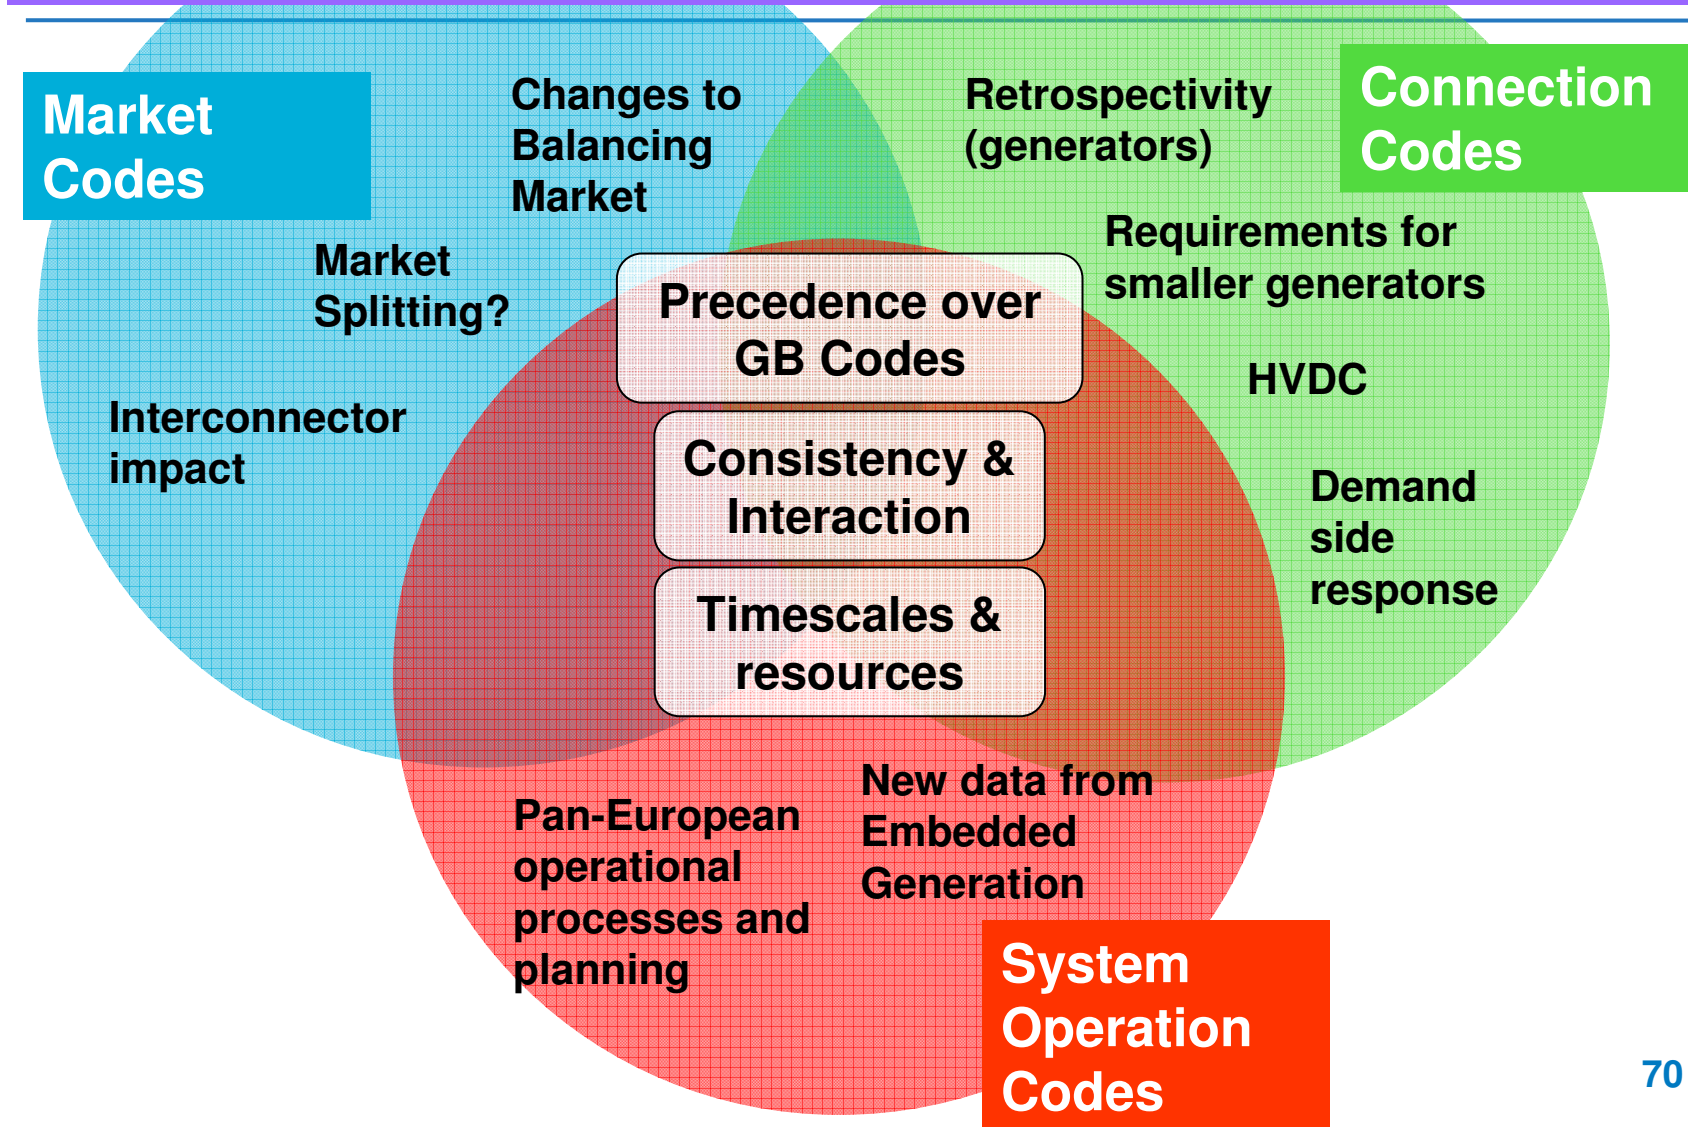 Market
Codes
Changes to
Balancing
Market
Retrospectivity
(generators)
Connection
Codes
Market
Splitting?
Requirements for
smaller generators
Precedence over
GB Codes
HVDC
Interconnector
impact
Consistency &
Interaction
Demand
side
response
Timescales &
resources
Pan-European
operational
processes and
planning
New data from
Embedded
Generation
System
Operation
Codes
70